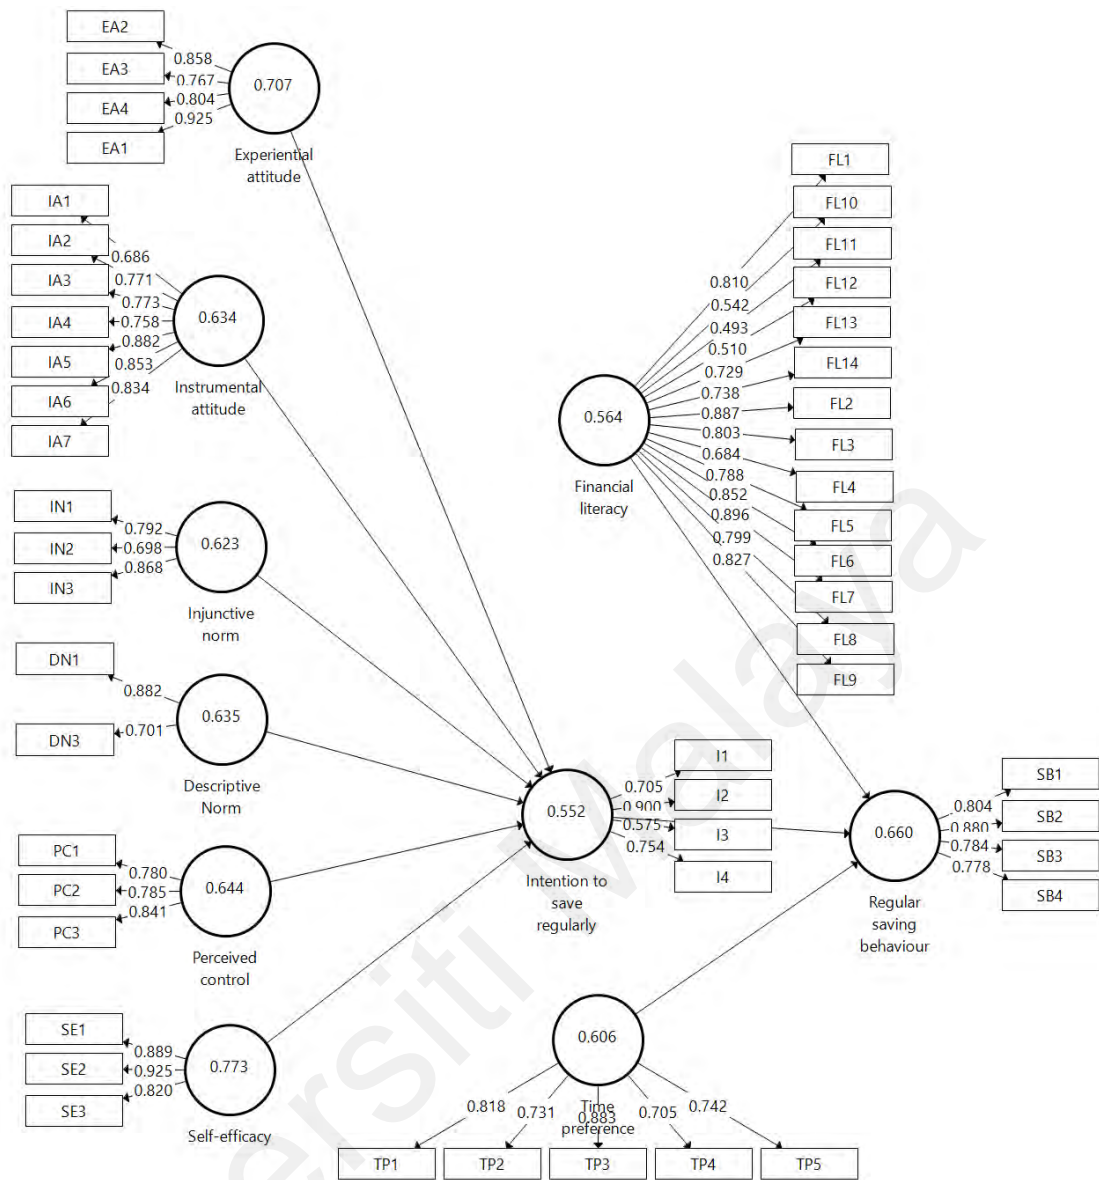 EA2
EA3
EA4
EA1
0.858
0.767
0.804
0.925
0.707
Experiential
attitude
IA1
IA2
IA3
IA4
IA5
IA6
IA7
0.686
0.771
0.773
0.758
0.882
0.853
0.834
0.634
Instrumental
attitude
IN1
IN2
IN3
0.792
0.698
0.868
0.623
Injunctive
norm
DN1
DN3
0.882
0.701
0.635
Descriptive
Norm
PC1
PC2
PC3
0.780
0.785
0.841
0.644
Perceived
control
SE1
SE2
SE3
0.889
0.925
0.820
0.773
Self-efficacy
0.564
Financial
literacy
0.810
0.542
0.493
0.510
0.729
0.738
0.887
0.803
0.684
0.788
0.852
0.896
0.799
0.827
FL1
FL10
FL11
FL12
FL13
FL14
FL2
FL3
FL4
FL5
FL6
FL7
FL8
FL9
0.552
Intention to
save
regularly
0.705
0.900
0.575
0.754
I1
I2
I3
I4
0.660
Regular
saving
behaviour
0.804
0.880
0.784
0.778
SB1
SB2
SB3
SB4
0.606
Time
preference
0.818
0.731
0.883
0.705
0.742
TP1
TP2
TP3
TP4
TP5
ersiti Malaya